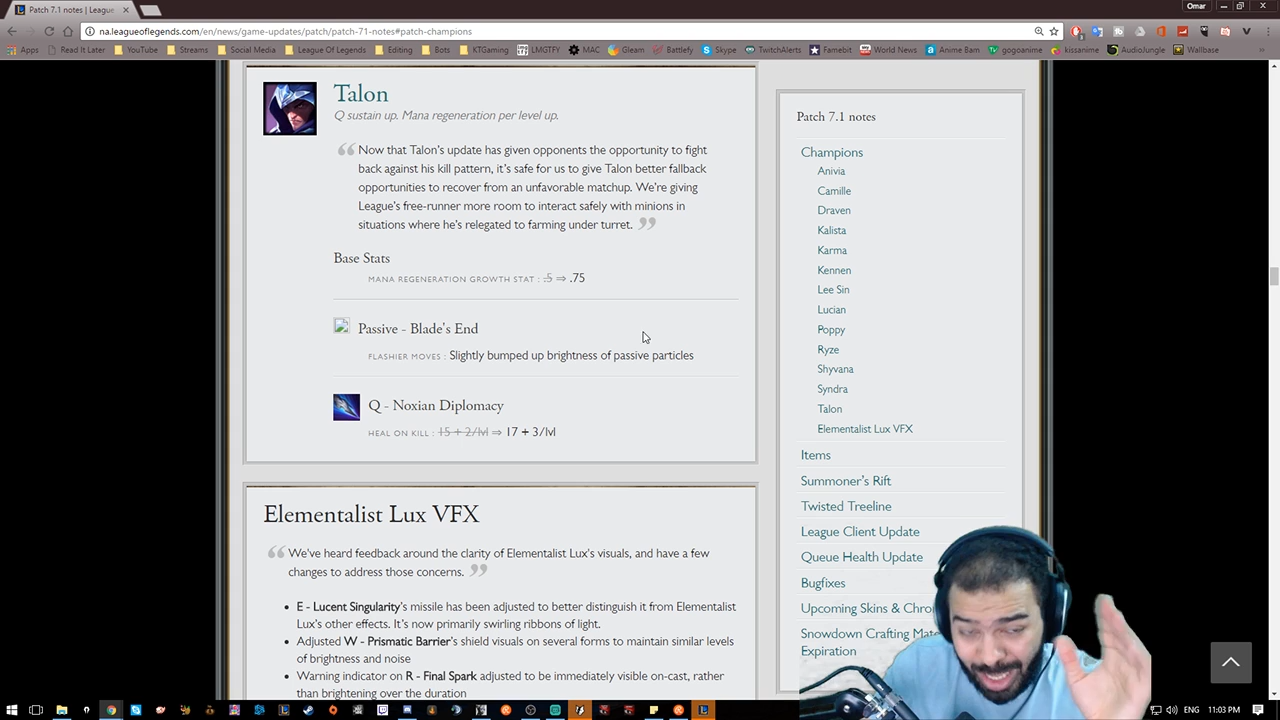 Patch 7.1 notes | League
Omar
na.leagueoflegends.com/en/news/game-updates/patch/patch-71-notes#patch-champions
Apps
Read It Later
YouTube
Streams
Social Media
League Of Legends
Editing
Bots
KTGaming
LMGTFY
MAC
Gleam
Battlefy
Skype
TwitchAlerts
Famebit
World News
Anime Bam
gogoanime
kissanime
AudioJungle
Wallbase
Talon
Q sustain up. Mana regeneration per level up.
Now that Talon's update has given opponents the opportunity to fight
back against his kill pattern, it's safe for us to give Talon better fallback
opportunities to recover from an unfavorable matchup. We're giving
League's free-runner more room to interact safely with minions in
situations where he's relegated to farming under turret.
Base Stats
MANA REGENERATION GROWTH STAT : .5 ⇒ .75
Passive - Blade's End
FLASHIER MOVES : Slightly bumped up brightness of passive particles
Q - Noxian Diplomacy
HEAL ON KILL : 15 + 2/lvl ⇒ 17 + 3/lvl
Elementalist Lux VFX
We've heard feedback around the clarity of Elementalist Lux's visuals, and have a few
changes to address those concerns.
• E - Lucent Singularity's missile has been adjusted to better distinguish it from Elementalist
Lux's other effects. It's now primarily swirling ribbons of light.
• Adjusted W - Prismatic Barrier's shield visuals on several forms to maintain similar levels
of brightness and noise
• Warning indicator on R - Final Spark adjusted to be immediately visible on-cast, rather
than brightening over the duration
Patch 7.1 notes
Champions
Anivia
Camille
Draven
Kalista
Karma
Kennen
Lee Sin
Lucian
Poppy
Ryze
Shyvana
Syndra
Talon
Elementalist Lux VFX
Items
Summoner's Rift
Twisted Treeline
League Client Update
Queue Health Update
Bugfixes
Upcoming Skins & Chro
Snowdown Crafting Mate
Expiration
ENG
11:03 PM